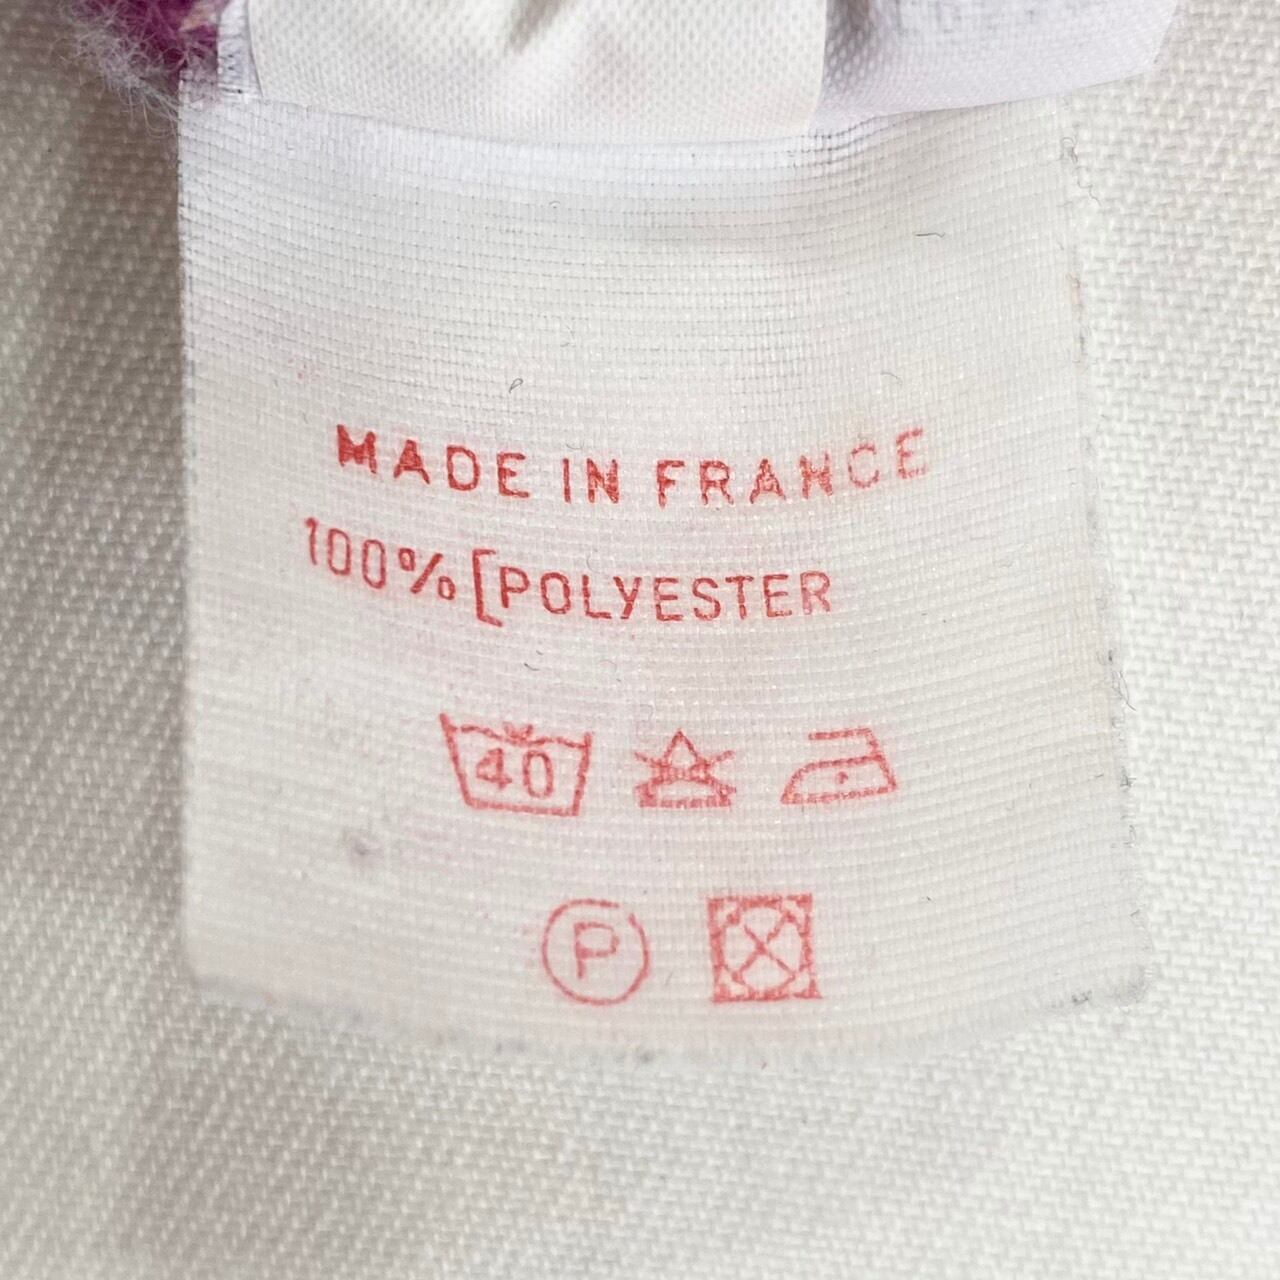 MADE IN FRANCE
100% [POLYESTER
40
P